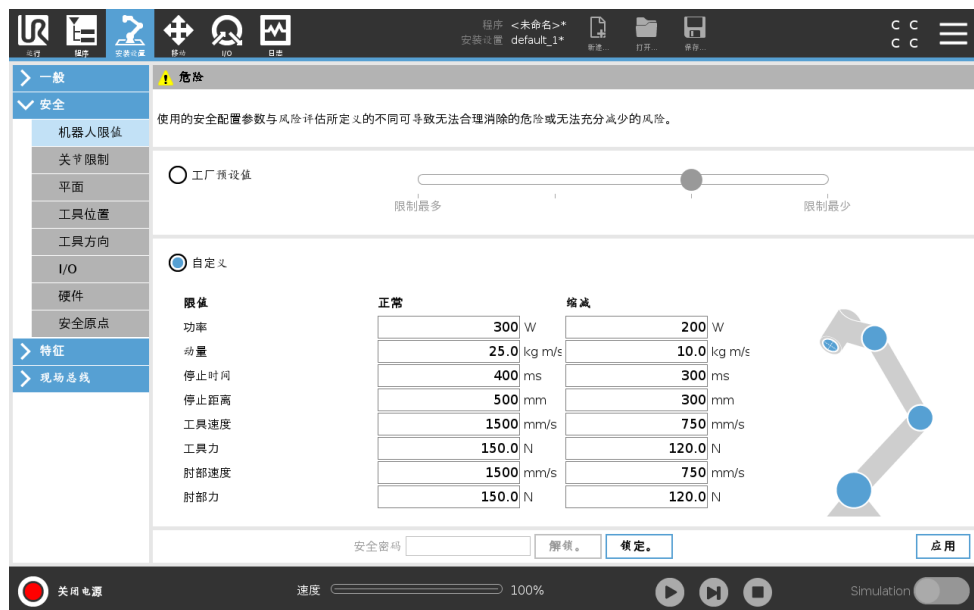 UR
运行
程序
安装设置
移动
I/O
日志
程序 <未命名>*
安装设置 default_1*
新建...
打开...
保存...
C C
C C
一般
安全
机器人限值
关节限制
平面
工具位置
工具方向
I/O
硬件
安全原点
特征
现场总线
危险
使用的安全配置参数与风险评估所定义的不同可导致无法合理消除的危险或无法充分减少的风险。
工厂预设值
限制最多 限制最少
自定义
限值 正常 缩减
功率 300 W 200 W
动量 25.0 kg m/s 10.0 kg m/s
停止时间 400 ms 300 ms
停止距离 500 mm 300 mm
工具速度 1500 mm/s 750 mm/s
工具力 150.0 N 120.0 N
肘部速度 1500 mm/s 750 mm/s
肘部力 150.0 N 120.0 N
安全密码 解锁。 锁定。 应用
关闭电源 速度 100% Simulation